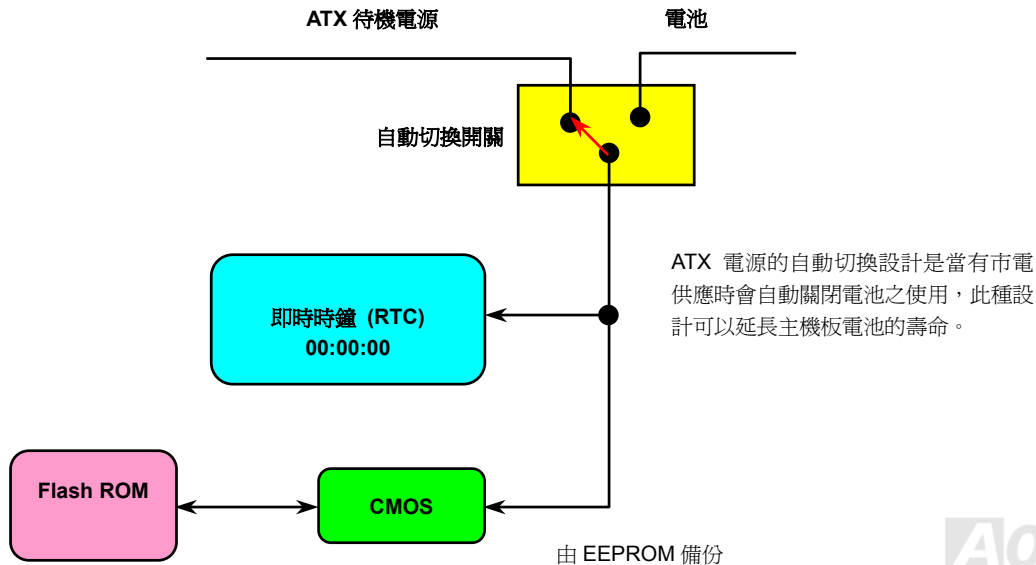 ATX 待機電源
電池
自動切換開關
ATX 電源的自動切換設計是當有市電
供應時會自動關閉電池之使用，此種設
計可以延長主機板電池的壽命。
即時時鐘 (RTC)
00:00:00
Flash ROM
CMOS
由 EEPROM 備份